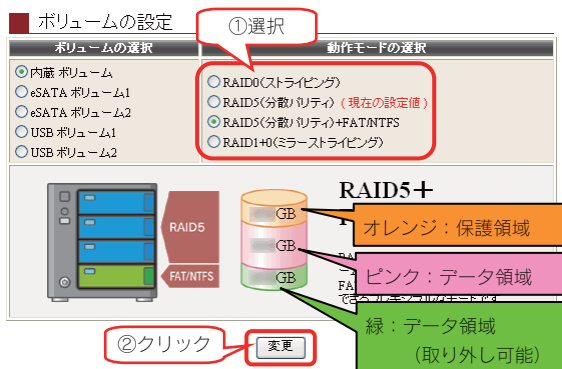 ボリュームの設定
①選択
ボリュームの選択
動作モードの選択
内蔵 ボリューム
eSATA ボリューム1
eSATA ボリューム2
USB ボリューム1
USB ボリューム2
RAID0(ストライピング)
RAID5(分散パリティ) (現在の設定値)
RAID5(分散パリティ)+FAT/NTFS
RAID1+0(ミラーストライピング)
RAID5+
RAID5
FAT/NTFS
GB
GB
GB
オレンジ：保護領域
ピンク：データ領域
緑：データ領域
（取り外し可能）
②クリック
変更